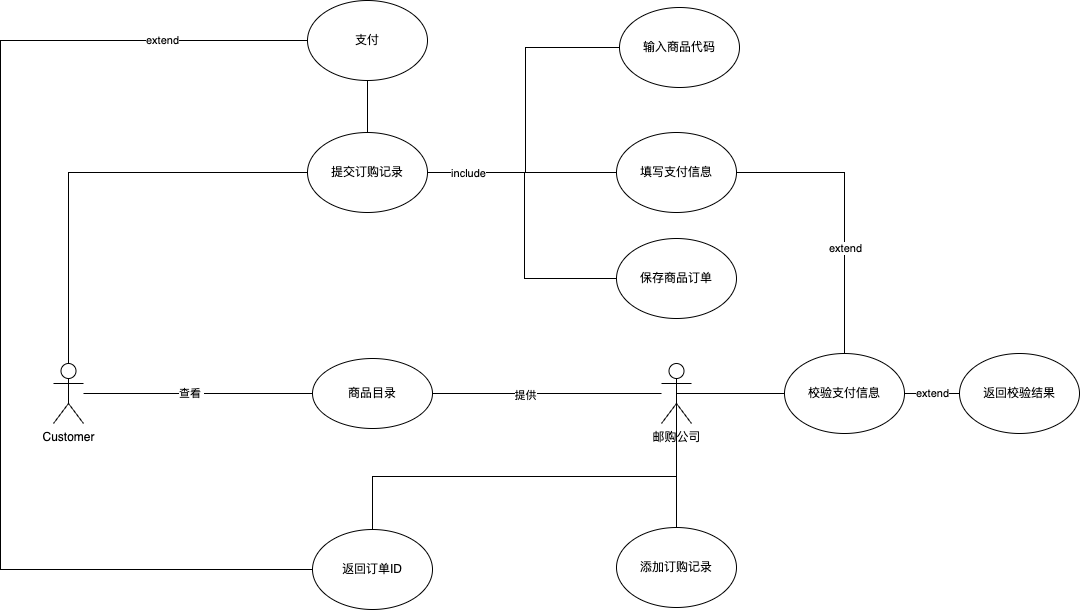 extend
支付
输入商品代码
提交订购记录
include
填写支付信息
extend
保存商品订单
查看
商品目录
提供
校验支付信息
extend
返回校验结果
Customer
邮购公司
返回订单ID
添加订购记录